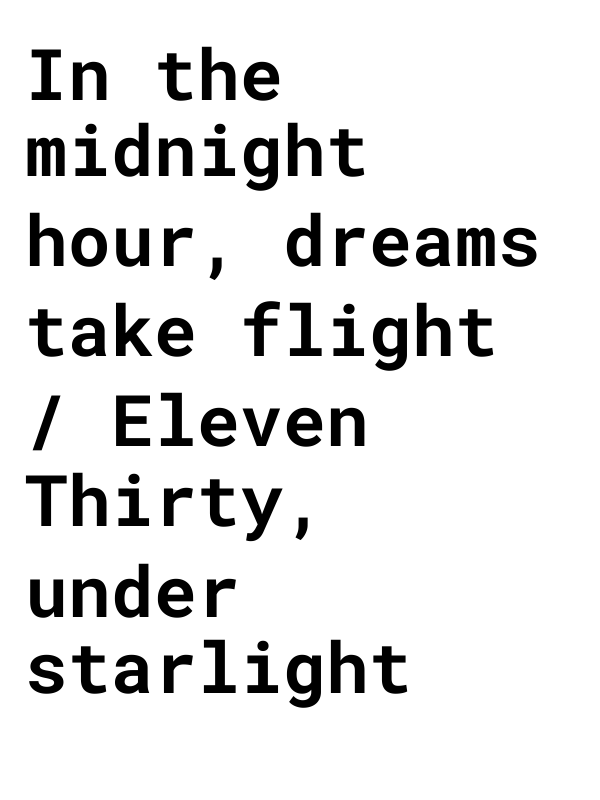 In the
midnight
hour, dreams
take flight
/ Eleven
Thirty,
under
starlight